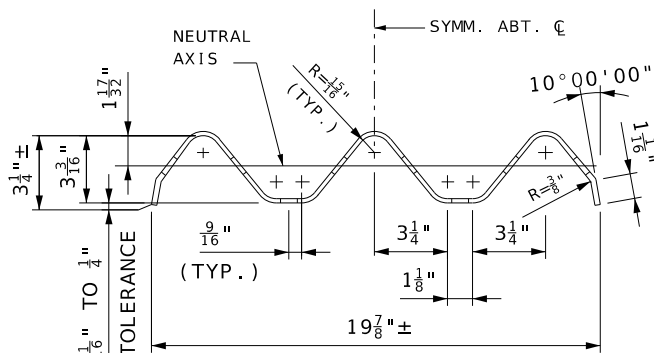 NEUTRAL
AXIS
SYMM. ABT. ℄
R=15/16"
(TYP.)
10°00'00"
1 17/32
3 1/4"±
3 3/16"
1 1/16"
R=3/8"
9/16"
(TYP.)
3 1/4"
3 1/4"
1 1/8"
19 7/8"±
1/16" TO 1/4"
TOLERANCE